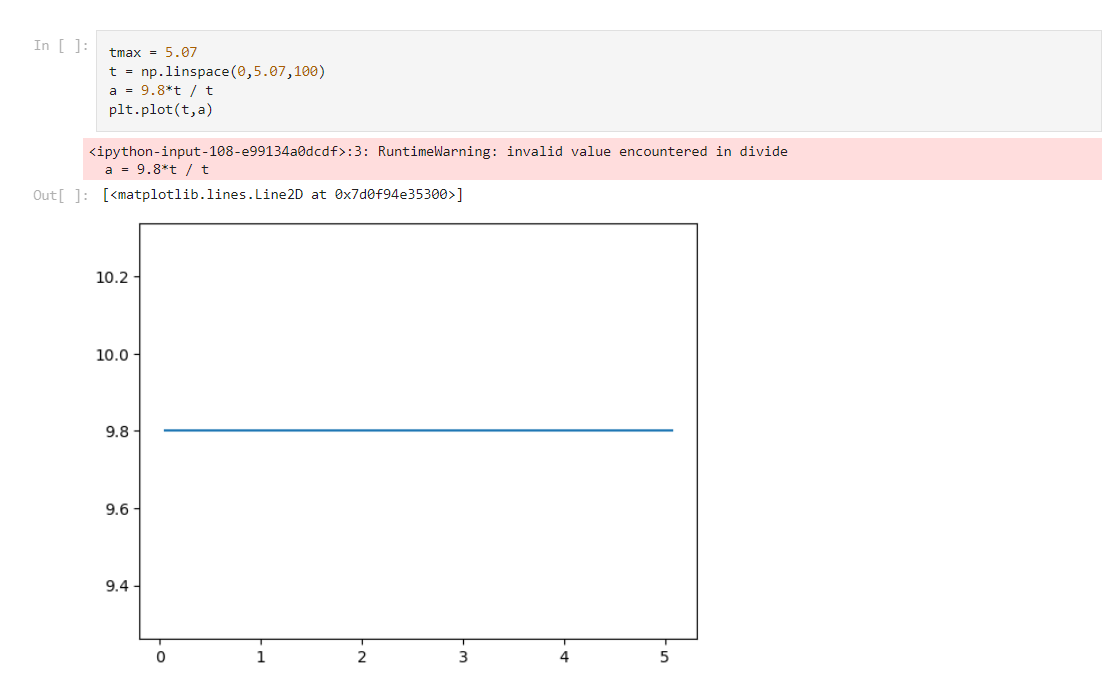 In [ ]:
tmax = 5.07
t = np.linspace(0,5.07,100)
a = 9.8*t / t
plt.plot(t,a)
<ipython-input-108-e99134a0dcdf>:3: RuntimeWarning: invalid value encountered in divide
  a = 9.8*t / t
Out[ ]: [<matplotlib.lines.Line2D at 0x7d0f94e35300>]
10.2
10.0
9.8
9.6
9.4
0 1 2 3 4 5